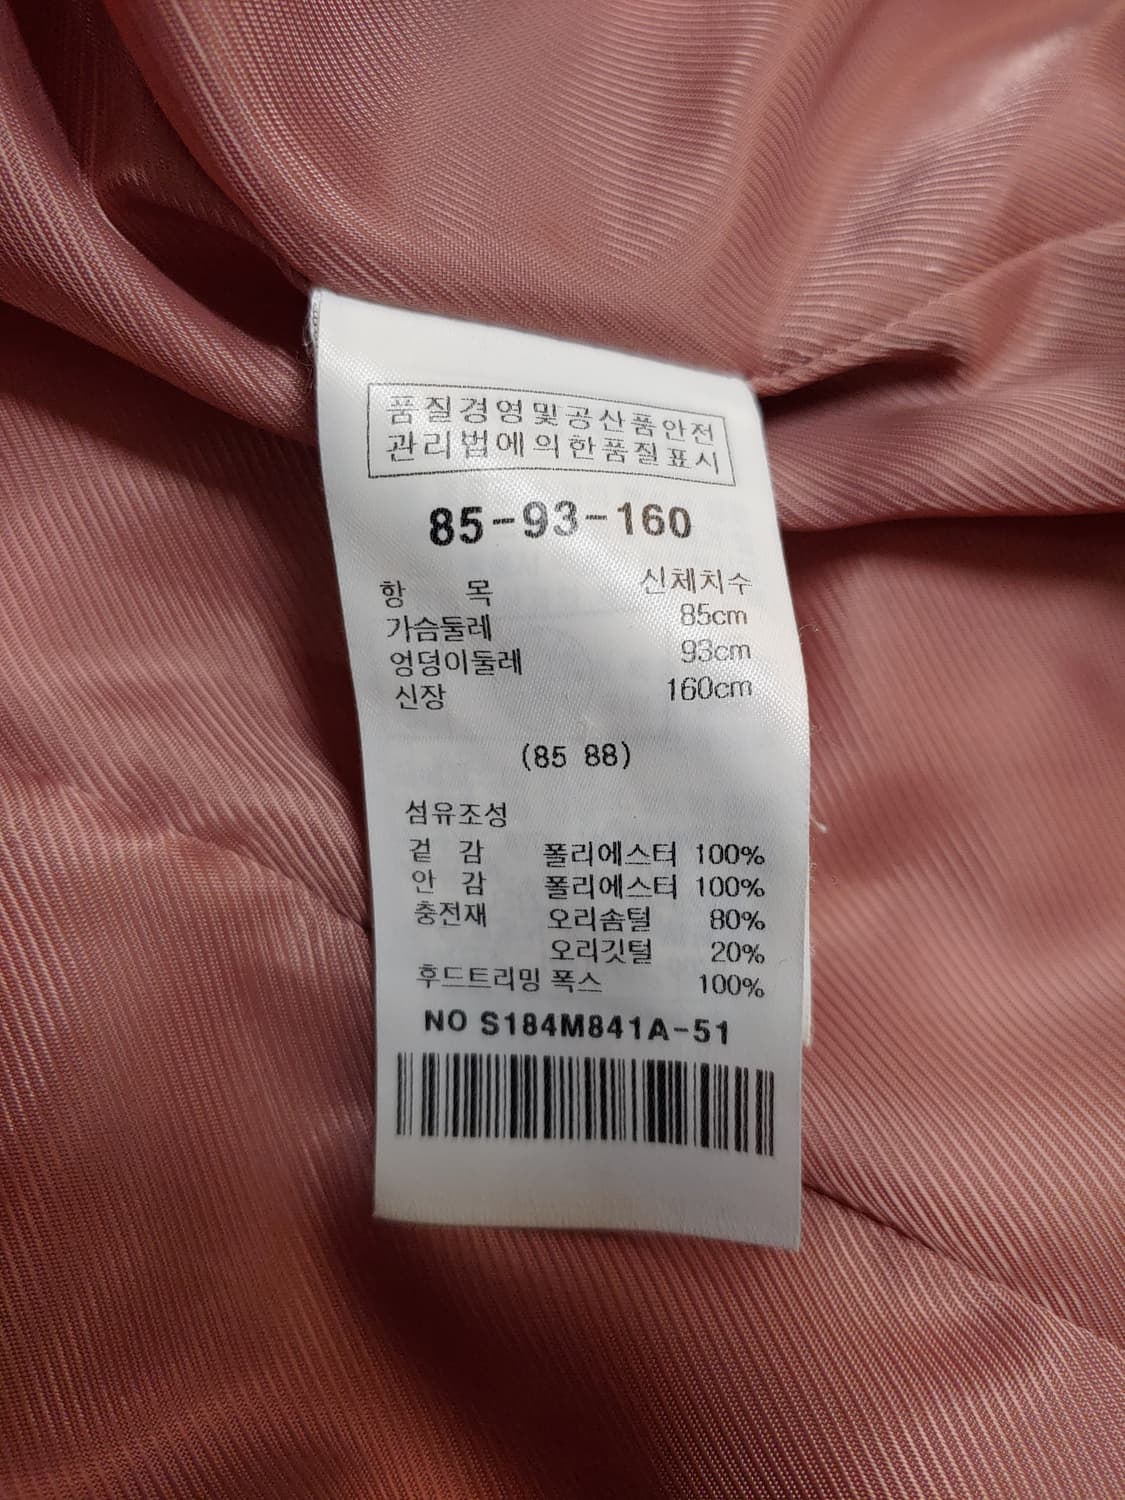 품질경영및공산품안전
관리법에의한품질표시
85-93-160
항 목 신체치수
가슴둘레 85cm
엉덩이둘레 93cm
신장 160cm
(85 88)
섬유조성
겉 감 폴리에스터 100%
안 감 폴리에스터 100%
충전재 오리솜털 80%
오리깃털 20%
후드트리밍 폭스 100%
NO S184M841A-51